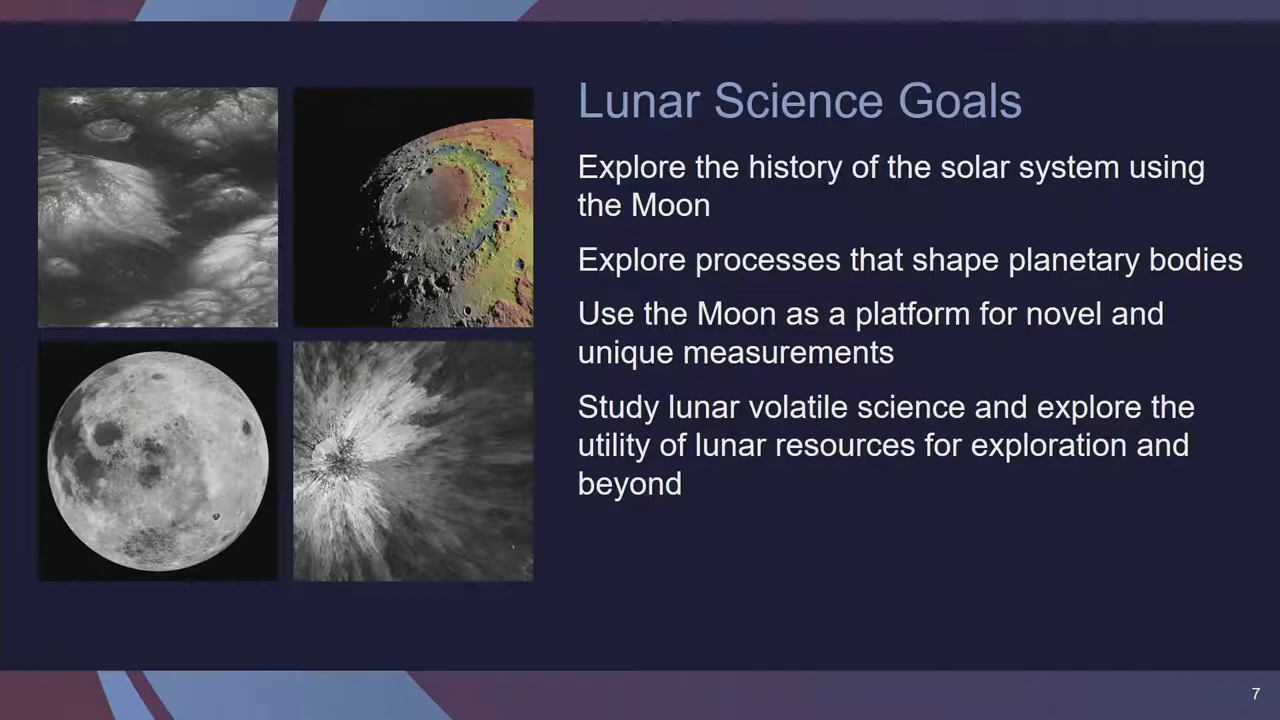 Lunar Science Goals
Explore the history of the solar system using
the Moon
Explore processes that shape planetary bodies
Use the Moon as a platform for novel and
unique measurements
Study lunar volatile science and explore the
utility of lunar resources for exploration and
beyond
7